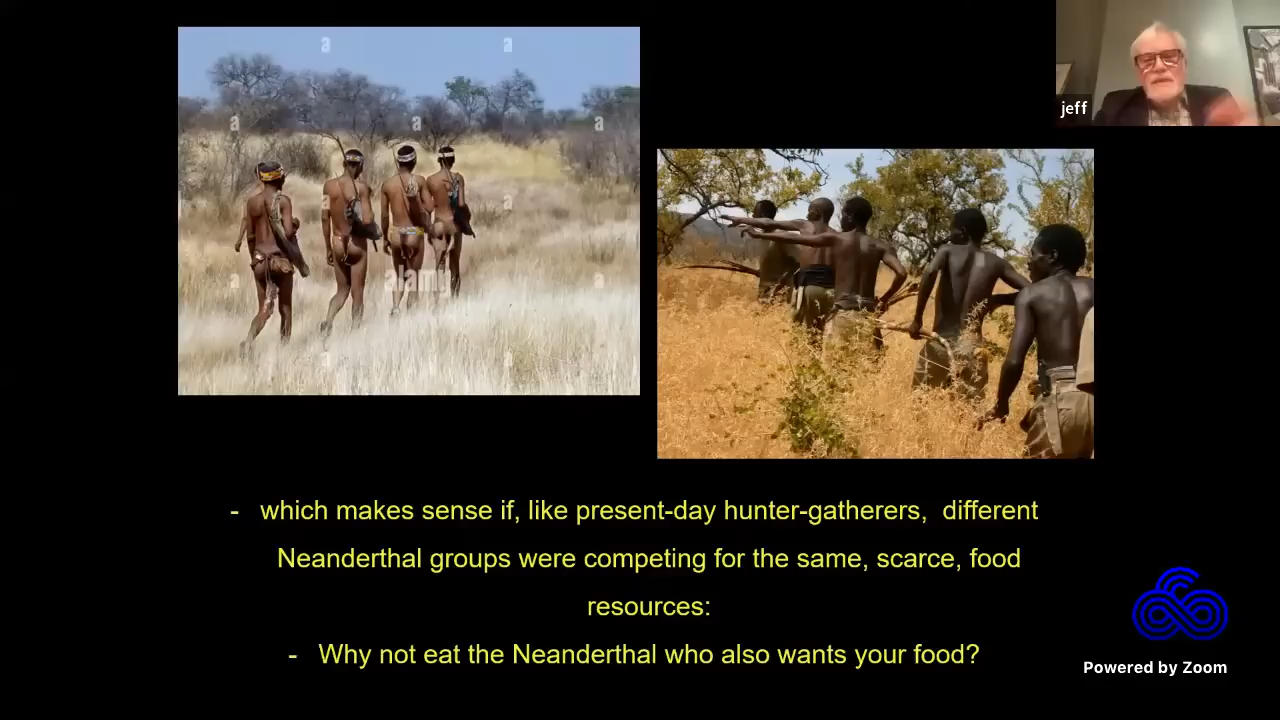 a a
a a a
a
a alamy a
a
jeff
- which makes sense if, like present-day hunter-gatherers, different
Neanderthal groups were competing for the same, scarce, food
resources:
- Why not eat the Neanderthal who also wants your food?
Powered by Zoom